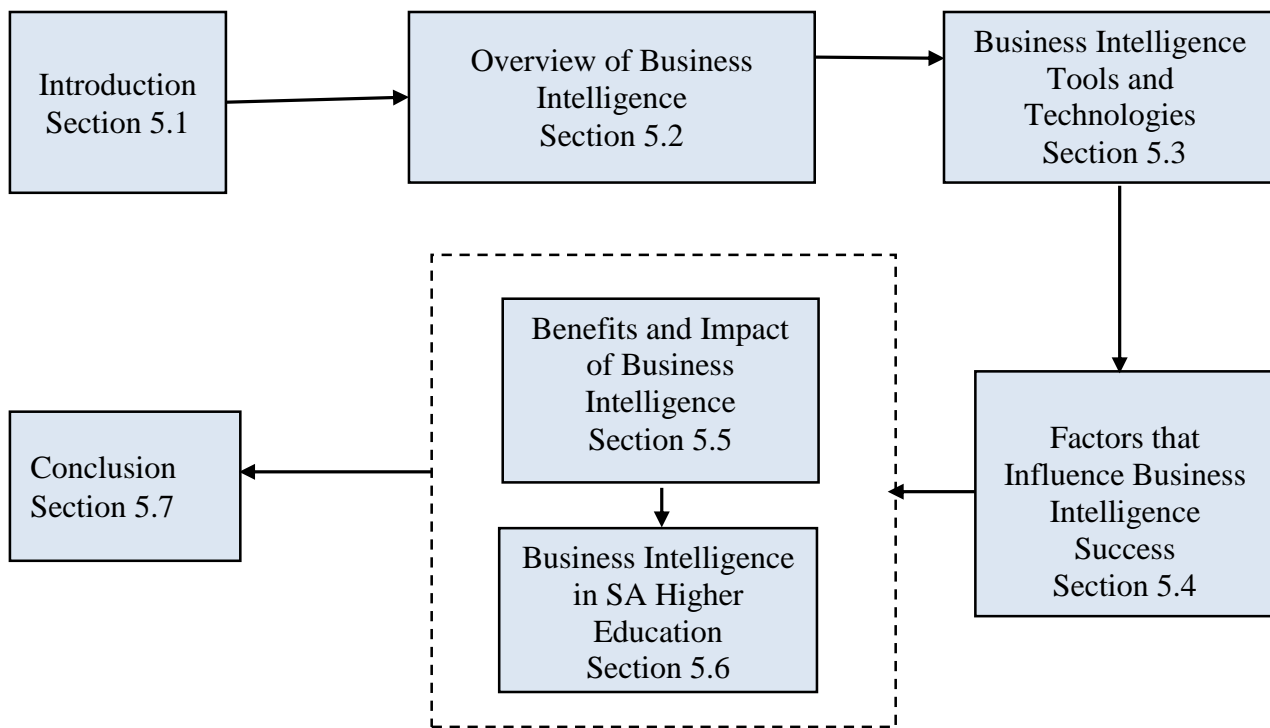 Introduction
Section 5.1
Overview of Business
Intelligence
Section 5.2
Business Intelligence
Tools and
Technologies
Section 5.3
Factors that
Influence Business
Intelligence
Success
Section 5.4
Benefits and Impact
of Business
Intelligence
Section 5.5
Business Intelligence
in SA Higher
Education
Section 5.6
Conclusion
Section 5.7